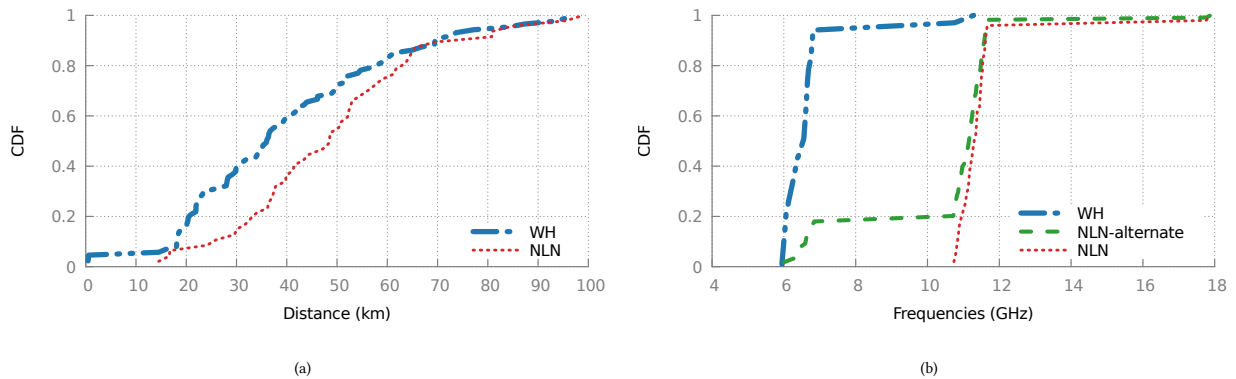 1
0.8
0.6
0.4
0.2
0
CDF
0 10 20 30 40 50 60 70 80 90 100
Distance (km)
WH
NLN
(a)
1
0.8
0.6
0.4
0.2
0
CDF
4 6 8 10 12 14 16 18
Frequencies (GHz)
WH
NLN-alternate
NLN
(b)